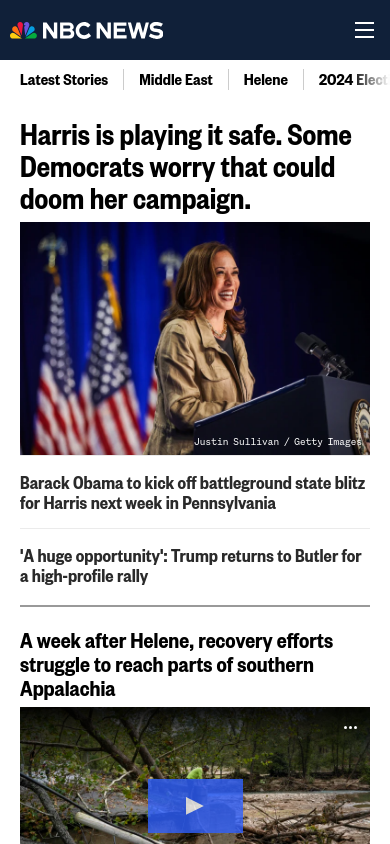 NBC NEWS
Latest Stories
Middle East
Helene
2024 Elect
Harris is playing it safe. Some
Democrats worry that could
doom her campaign.
Justin Sullivan / Getty Images
Barack Obama to kick off battleground state blitz
for Harris next week in Pennsylvania
'A huge opportunity': Trump returns to Butler for
a high-profile rally
A week after Helene, recovery efforts
struggle to reach parts of southern
Appalachia